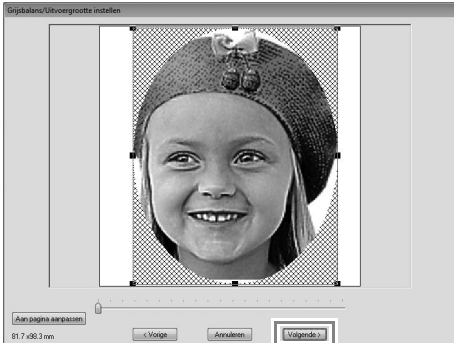 Grijsbalans/Uitvoergrootte instellen
Aan pagina aanpassen
81.7 x98.3 mm
< Vorige
Annuleren
Volgende >